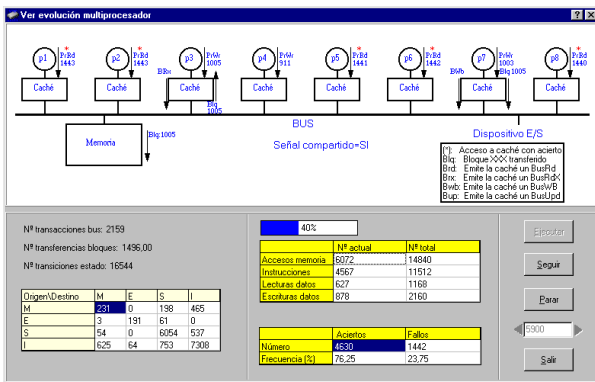 Ver evolución multiprocesador
p1 * PrRd 1443
p2 * PrRd 1443
p3 PrWr 1005
p4 PrWr 911
p5 * PrRd 1441
p6 * PrRd 1442
p7 PrWr 1003
p8 * PrRd 1440
BRx
BWb
Blq 1005
Caché Caché Caché Caché Caché Caché Caché Caché
Blq 1005
BUS
Memoria
Blq:1005
Señal compartido=SI
Dispositivo E/S
(*): Acceso a caché con acierto
Blq: Bloque XXX transferido
Brd: Emite la caché un BusRd
Brx: Emite la caché un BusRdX
Bwb: Emite la caché un BusWB
Bup: Emite la caché un BusUpd
Nº transacciones bus: 2159
Nº transferencias bloques: 1496,00
Nº transiciones estado: 16544
Origen\Destino M E S I
M 231 0 198 465
E 3 191 61 0
S 54 0 6054 537
I 625 64 753 7308
40%
Nº actual Nº total
Accesos memoria 6072 14840
Instrucciones 4567 11512
Lecturas datos 627 1168
Escrituras datos 878 2160
Aciertos Fallos
Número 4630 1442
Frecuencia (%) 76,25 23,75
Ejecutar
Seguir
Parar
5900
Salir